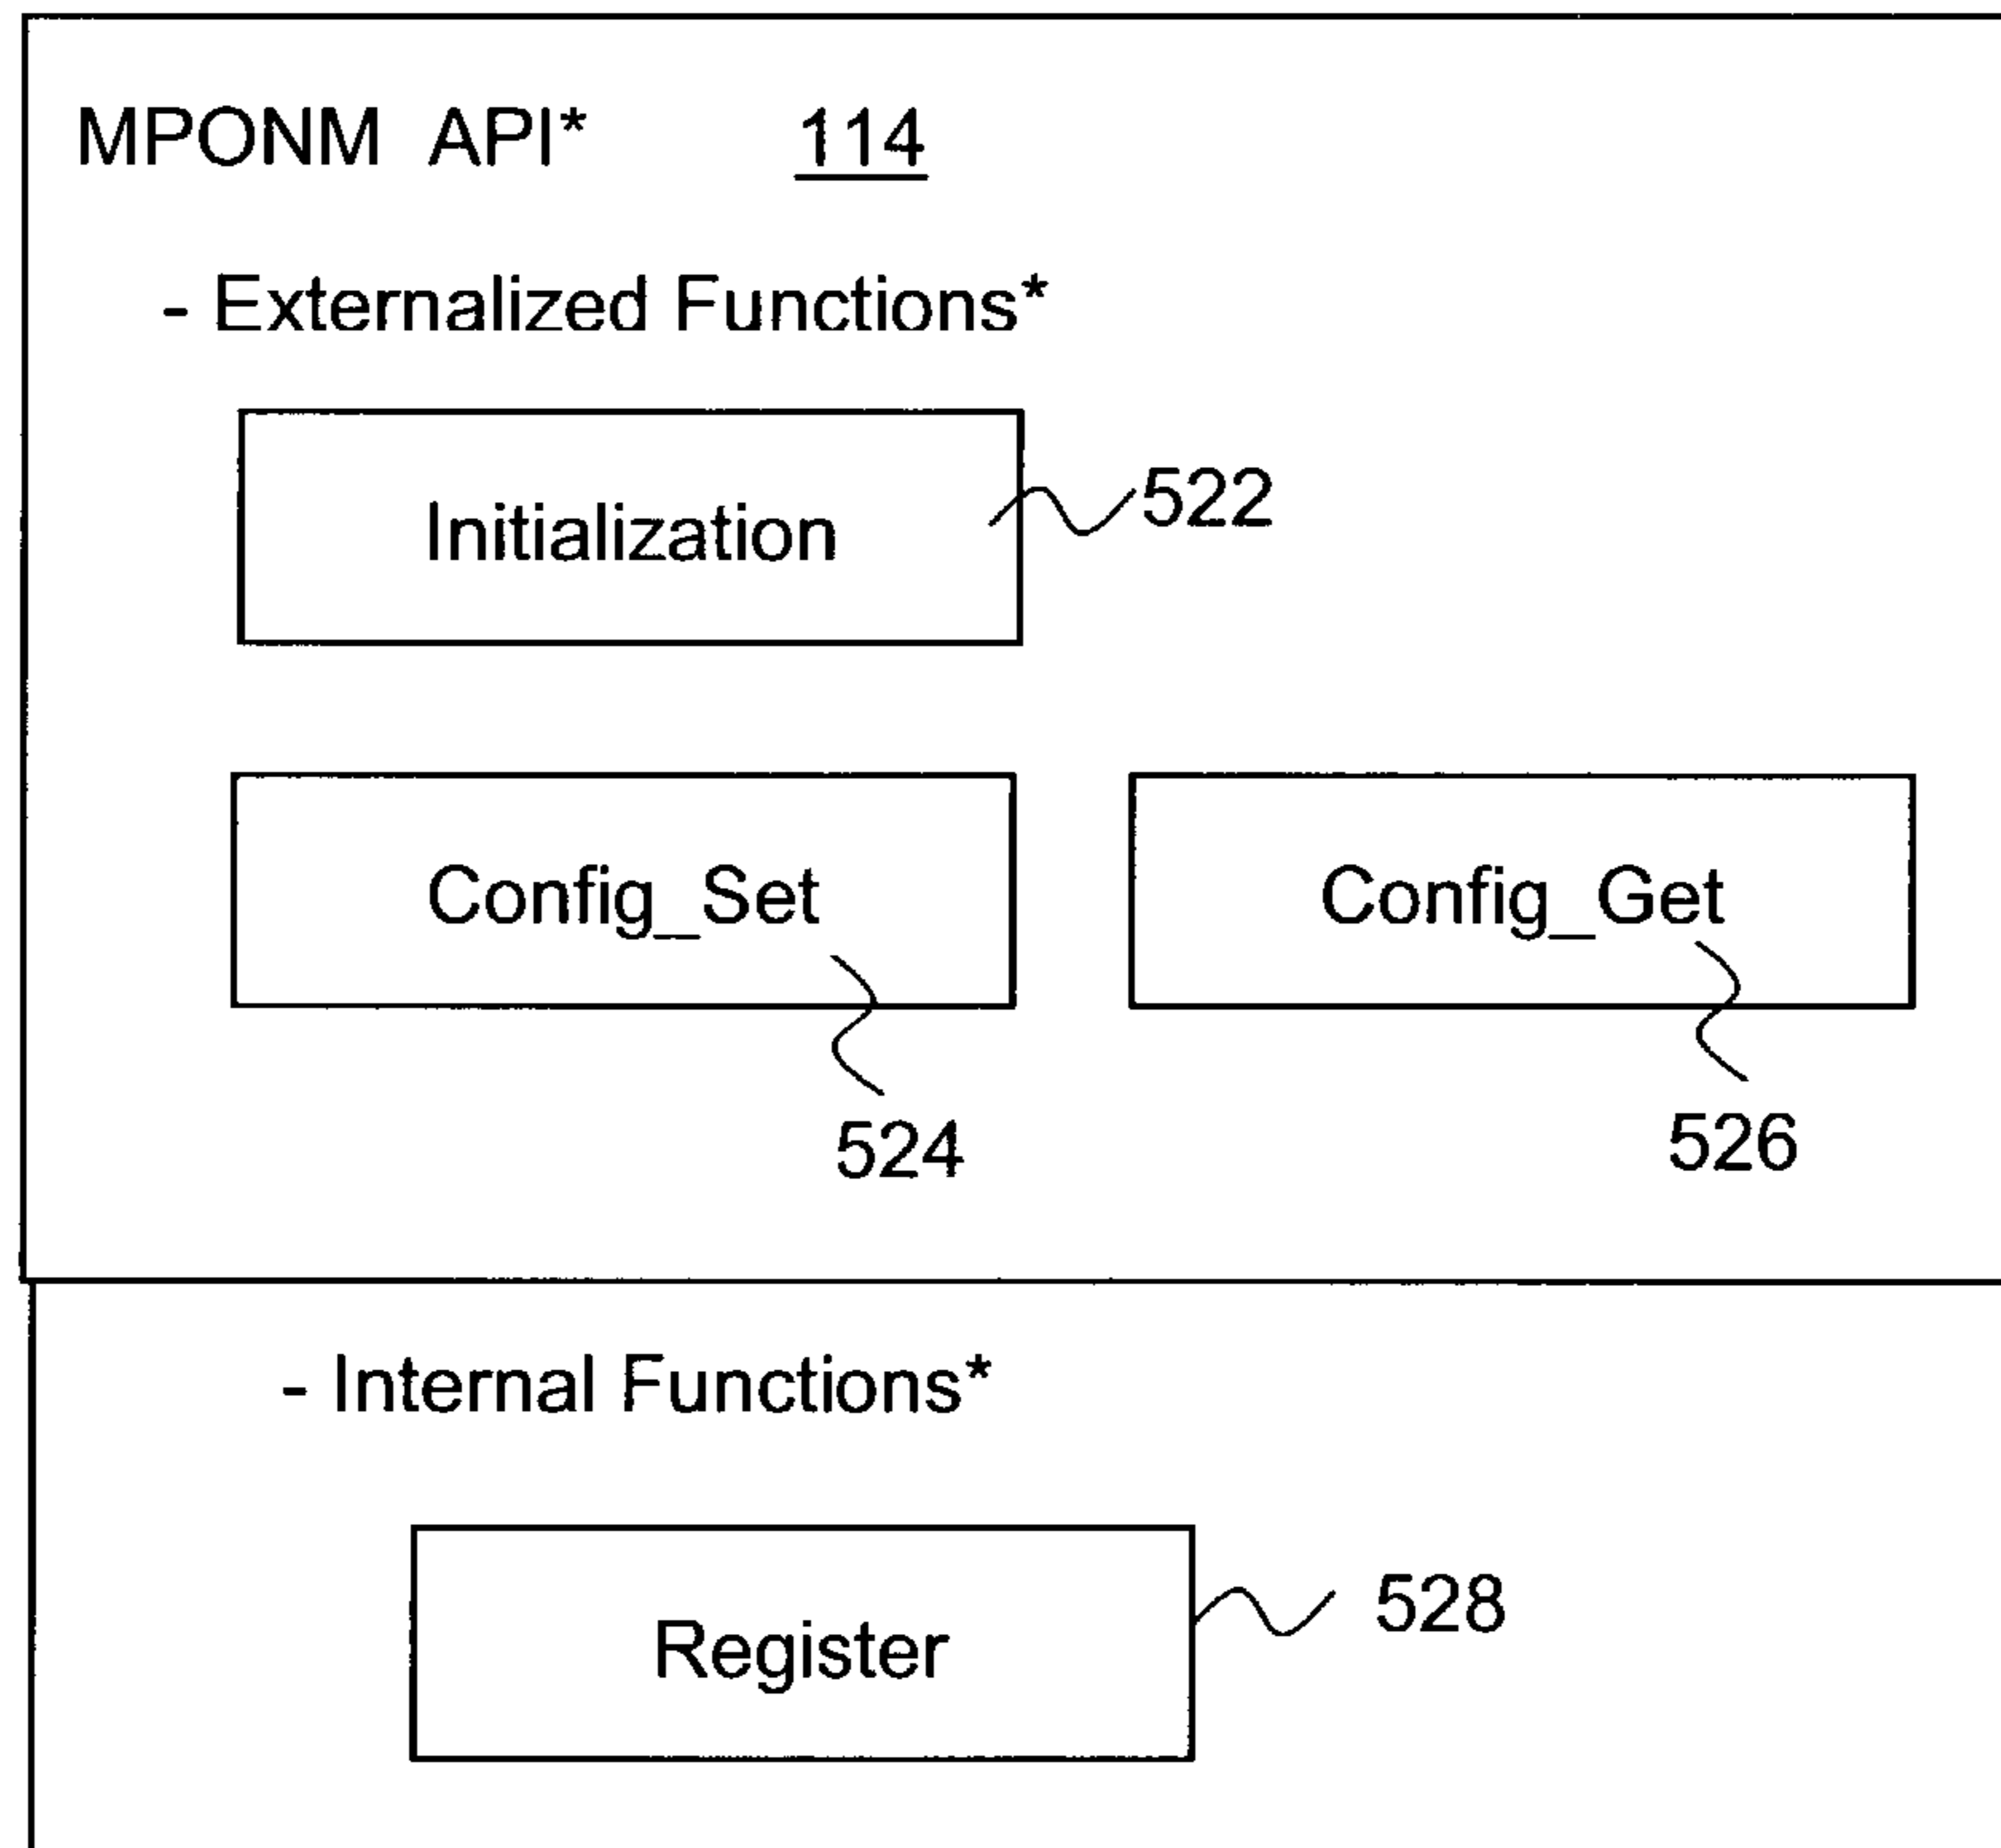 MPONM API* 114
- Externalized Functions*
Initialization
522
Config_Set
Config_Get
524
526
- Internal Functions*
Register
528